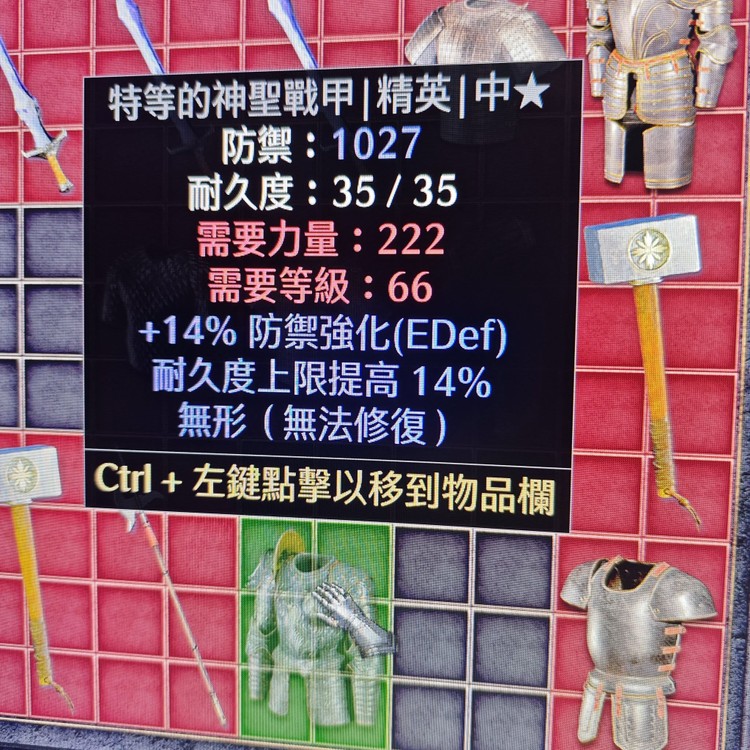 特等的神聖戰甲|精英|中★
防禦：1027
耐久度：35 / 35
需要力量：222
需要等級：66
+14% 防禦強化(EDef)
耐久度上限提高 14%
無形（無法修復）
Ctrl + 左鍵點擊以移到物品欄